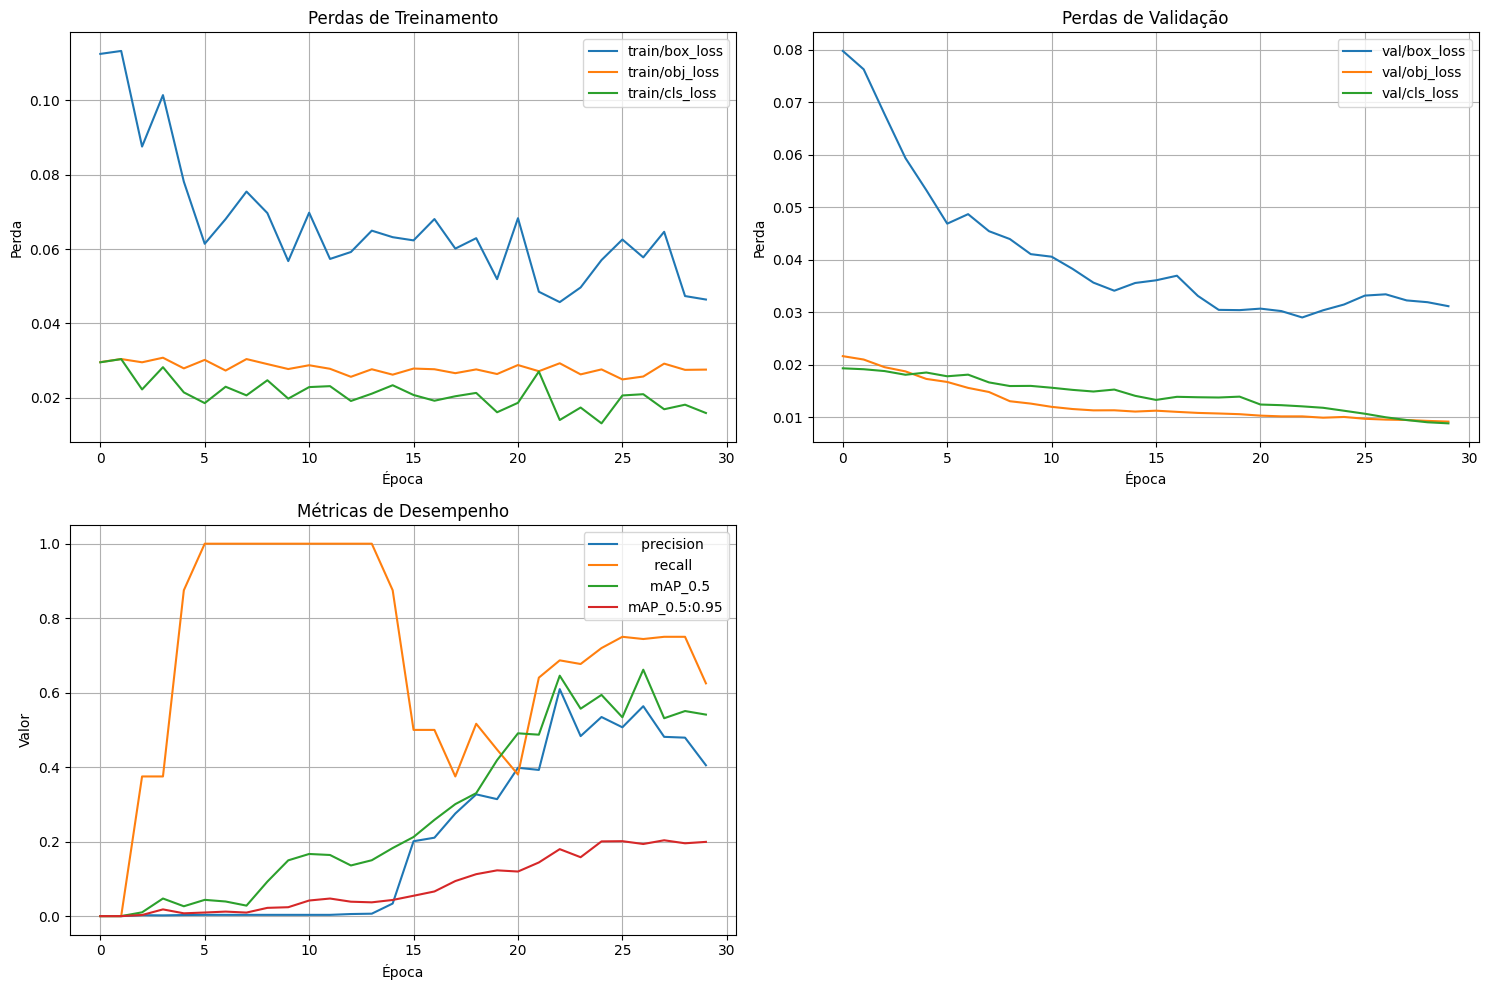 Perdas de Treinamento
Perda
0.10
0.08
0.06
0.04
0.02
train/box_loss
train/obj_loss
train/cls_loss
0 5 10 15 20 25 30
Época
Perdas de Validação
Perda
0.08
0.07
0.06
0.05
0.04
0.03
0.02
0.01
val/box_loss
val/obj_loss
val/cls_loss
0 5 10 15 20 25 30
Época
Métricas de Desempenho
Valor
1.0
0.8
0.6
0.4
0.2
0.0
precision
recall
mAP_0.5
mAP_0.5:0.95
0 5 10 15 20 25 30
Época